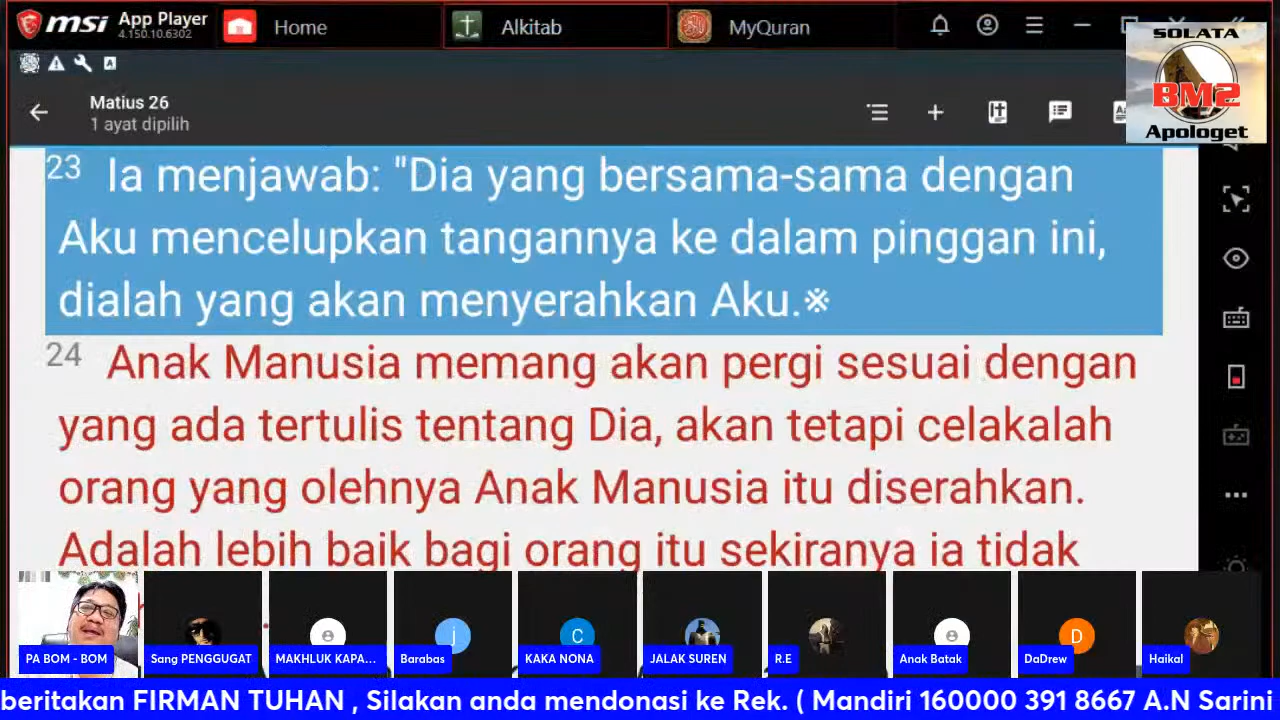 msi App Player
4.150.10.6302
Home
Alkitab
MyQuran
SOLATA
BM2
Apologet
Matius 26
1 ayat dipilih
23 Ia menjawab: "Dia yang bersama-sama dengan
Aku mencelupkan tangannya ke dalam pinggan ini,
dialah yang akan menyerahkan Aku.※
24 Anak Manusia memang akan pergi sesuai dengan
yang ada tertulis tentang Dia, akan tetapi celakalah
orang yang olehnya Anak Manusia itu diserahkan.
Adalah lebih baik bagi orang itu sekiranya ia tidak
j
C
D
PA BOM - BOM
Sang PENGGUGAT
MAKHLUK KAPA...
Barabas
KAKA NONA
JALAK SUREN
R.E
Anak Batak
DaDrew
Haikal
beritakan FIRMAN TUHAN , Silakan anda mendonasi ke Rek. ( Mandiri 160000 391 8667 A.N Sarini